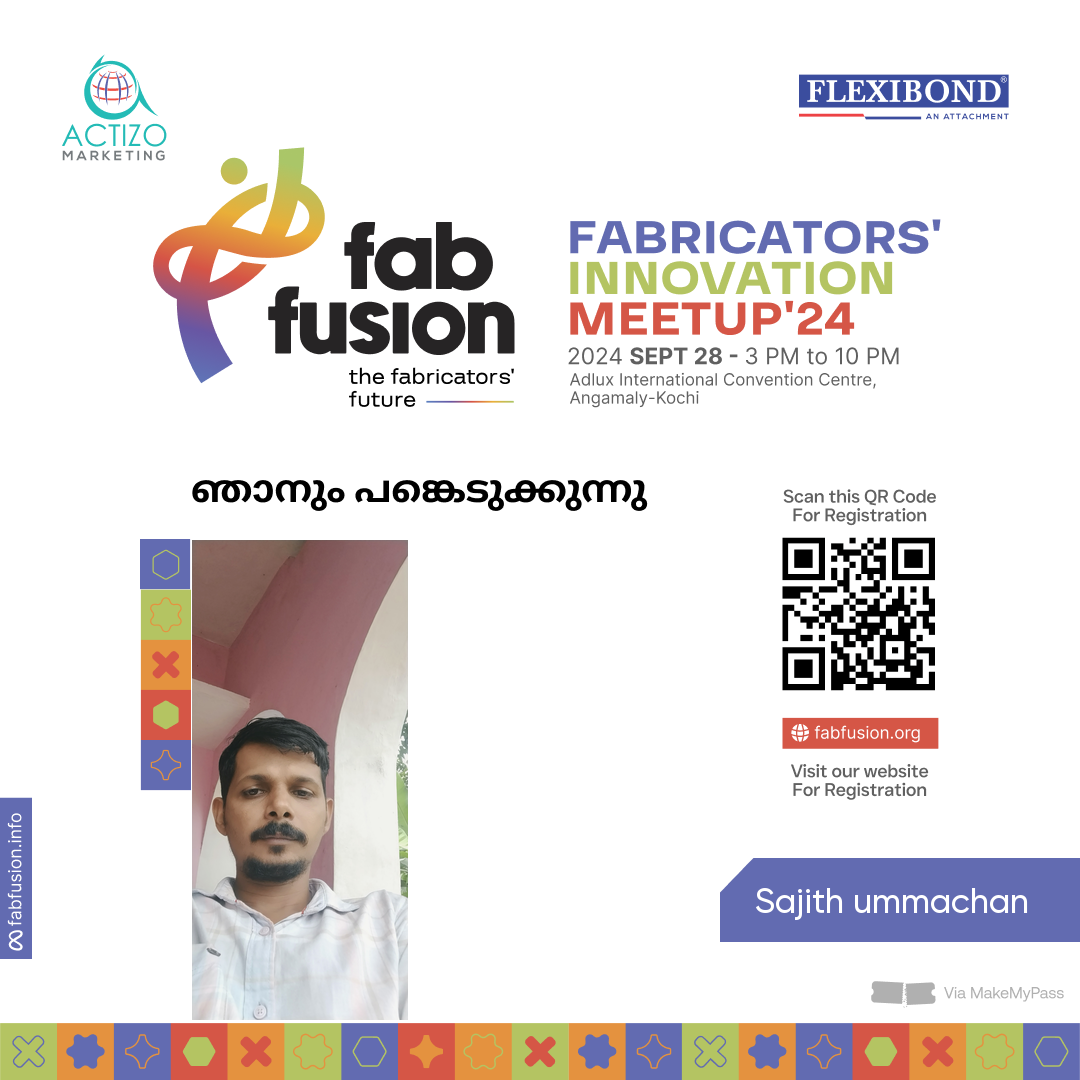 ACTIZO
MARKETING
FLEXIBOND®
AN ATTACHMENT
fab
fusion
the fabricators'
future
FABRICATORS'
INNOVATION
MEETUP'24
2024 SEPT 28 - 3 PM to 10 PM
Adlux International Convention Centre,
Angamaly-Kochi
ഞാനും പങ്കെടുക്കുന്നു
Scan this QR Code
For Registration
fabfusion.org
Visit our website
For Registration
fabfusion.info
Sajith ummachan
Via MakeMyPass